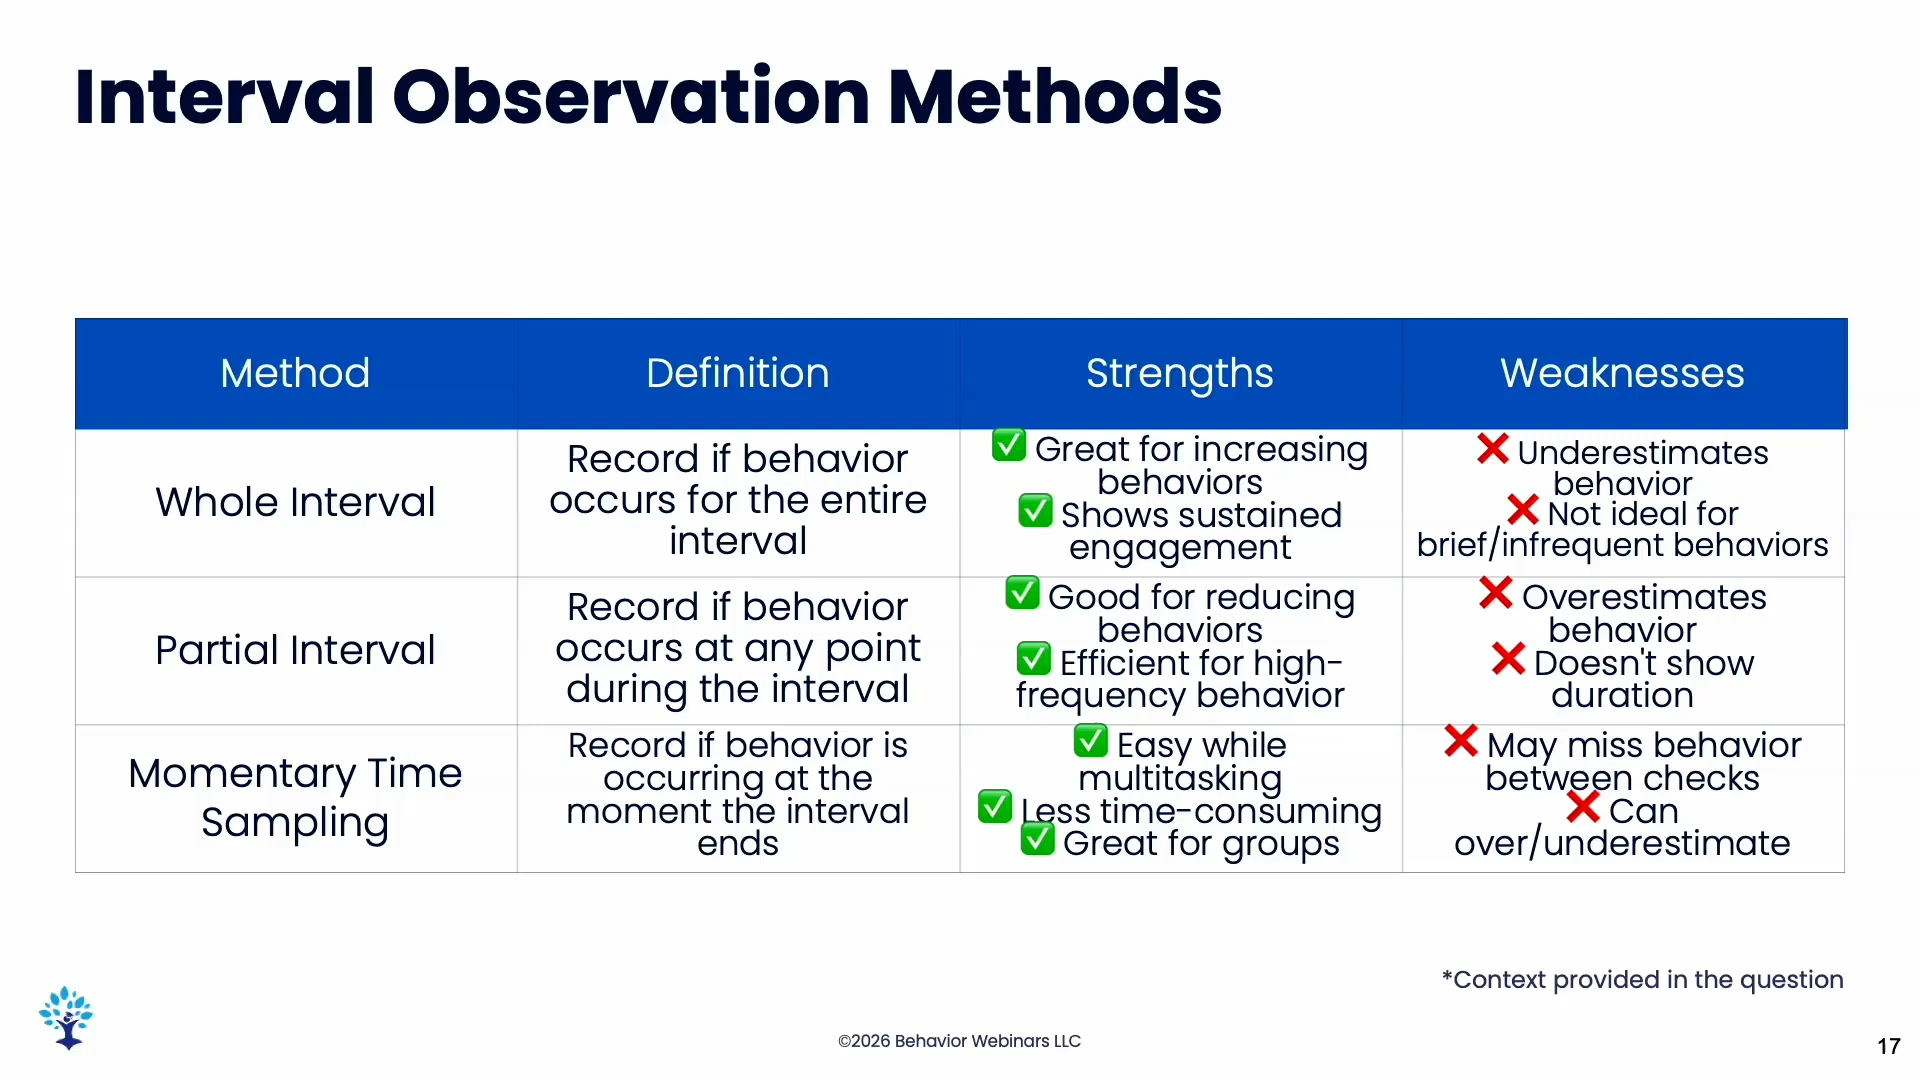 Interval Observation Methods
Method
Definition
Strengths
Weaknesses
Whole Interval
Record if behavior
occurs for the entire
interval
✅ Great for increasing
behaviors
✅ Shows sustained
engagement
❌ Underestimates
behavior
❌ Not ideal for
brief/infrequent behaviors
Partial Interval
Record if behavior
occurs at any point
during the interval
✅ Good for reducing
behaviors
✅ Efficient for high-
frequency behavior
❌ Overestimates
behavior
❌ Doesn't show
duration
Momentary Time
Sampling
Record if behavior is
occurring at the
moment the interval
ends
✅ Easy while
multitasking
✅ Less time-consuming
✅ Great for groups
❌ May miss behavior
between checks
❌ Can
over/underestimate
*Context provided in the question
©2026 Behavior Webinars LLC
17